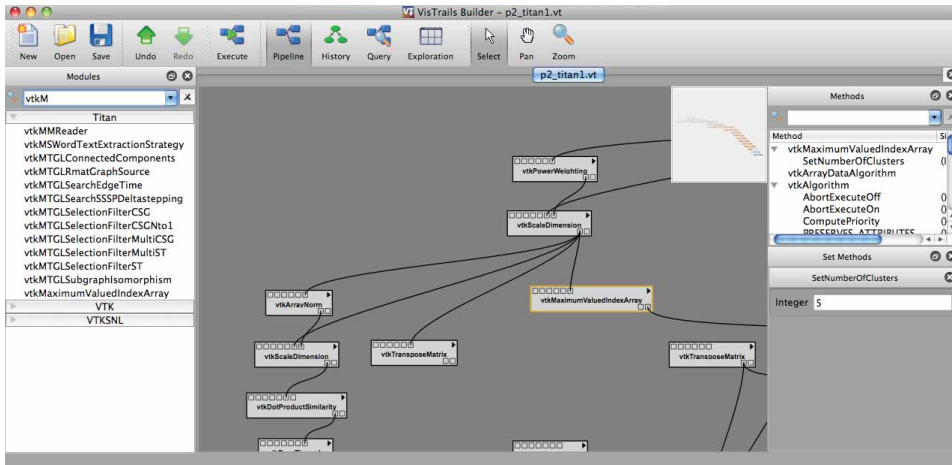 VisTrails Builder - p2_titan1.vt
New Open Save Undo Redo Execute Pipeline History Query Exploration Select Pan Zoom
p2_titan1.vt
Modules
vtkM
Titan
vtkMMReader
vtkMSWordTextExtractionStrategy
vtkMTGLConnectedComponents
vtkMTGLRmatGraphSource
vtkMTGLSearchEdgeTime
vtkMTGLSearchSSSPDeltastepping
vtkMTGLSelectionFilterCSG
vtkMTGLSelectionFilterCSGNto1
vtkMTGLSelectionFilterMultiCSG
vtkMTGLSelectionFilterMultiST
vtkMTGLSelectionFilterST
vtkMTGLSubgraphIsomorphism
vtkMaximumValuedIndexArray
VTK
VTKSNL
vtkPowerWeighting
vtkScaleDimension
vtkArrayNorm
vtkMaximumValuedIndexArray
vtkScaleDimension
vtkTransposeMatrix
vtkTransposeMatrix
vtkDotProductSimilarity
Methods
Method
vtkMaximumValuedIndexArray
SetNumberOfClusters
vtkArrayDataAlgorithm
vtkAlgorithm
AbortExecuteOff ()
AbortExecuteOn ()
ComputePriority ()
PRESERVES_ATTRIBUTES
Set Methods
SetNumberOfClusters
Integer 5